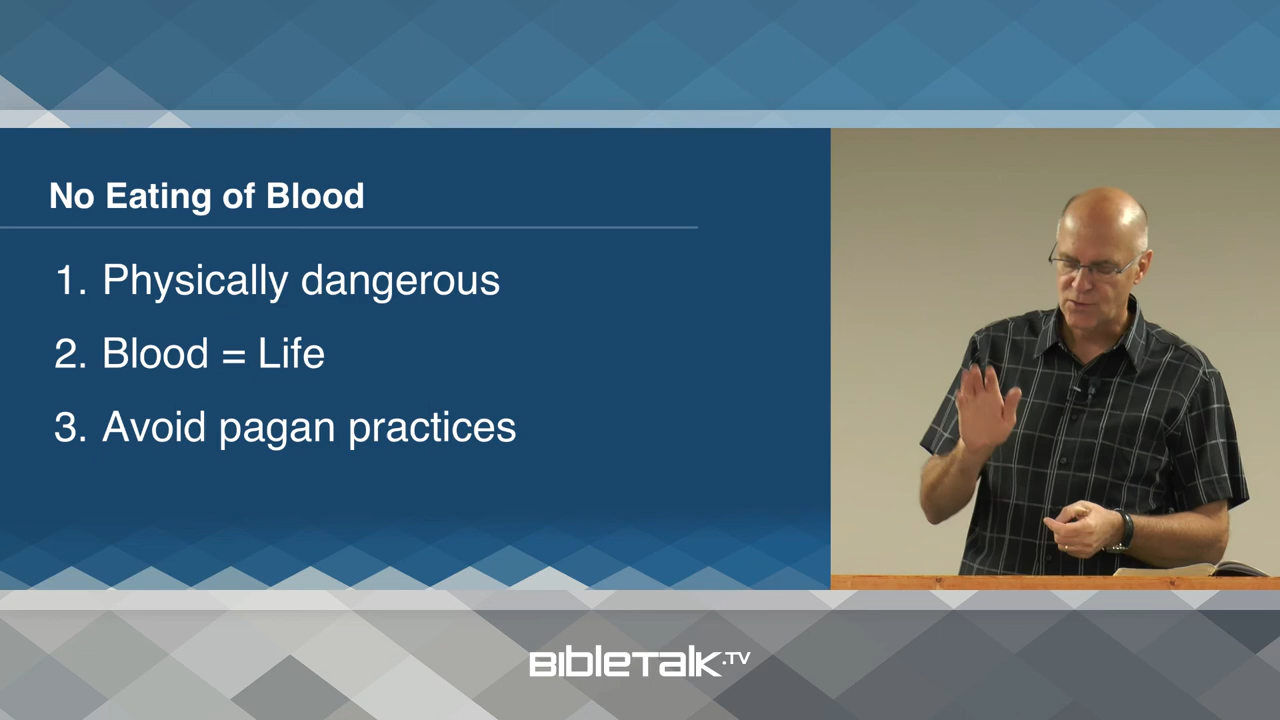 No Eating of Blood
1. Physically dangerous
2. Blood = Life
3. Avoid pagan practices
BIBLETALK.TV